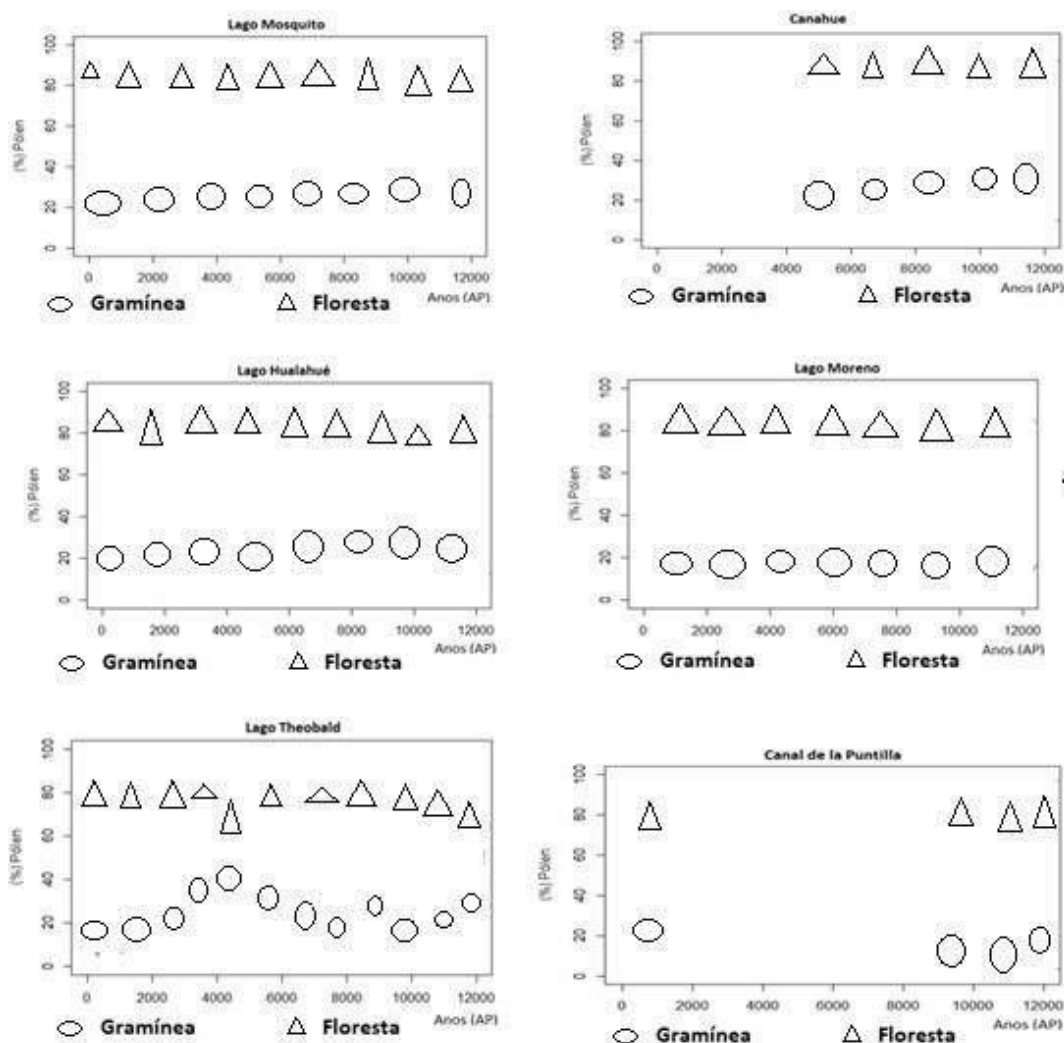 Lago Mosquito
(%) Pólen
0 20 40 60 80 100
0 2000 4000 6000 8000 10000 12000
Anos (AP)
Gramínea Floresta
Canahue
(%) Pólen
0 20 40 60 80 100
0 2000 4000 6000 8000 10000 12000
Anos (AP)
Gramínea Floresta
Lago Hualahué
(%) Pólen
0 20 40 60 80 100
0 2000 4000 6000 8000 10000 12000
Anos (AP)
Gramínea Floresta
Lago Moreno
(%) Pólen
0 20 40 60 80 100
0 2000 4000 6000 8000 10000 12000
Anos (AP)
Gramínea Floresta
Lago Theobald
(%) Pólen
0 20 40 60 80 100
0 2000 4000 6000 8000 10000 12000
Anos (AP)
Gramínea Floresta
Canal de la Puntilla
(%) Pólen
0 20 40 60 80 100
0 2000 4000 6000 8000 10000 12000
Anos (AP)
Gramínea Floresta